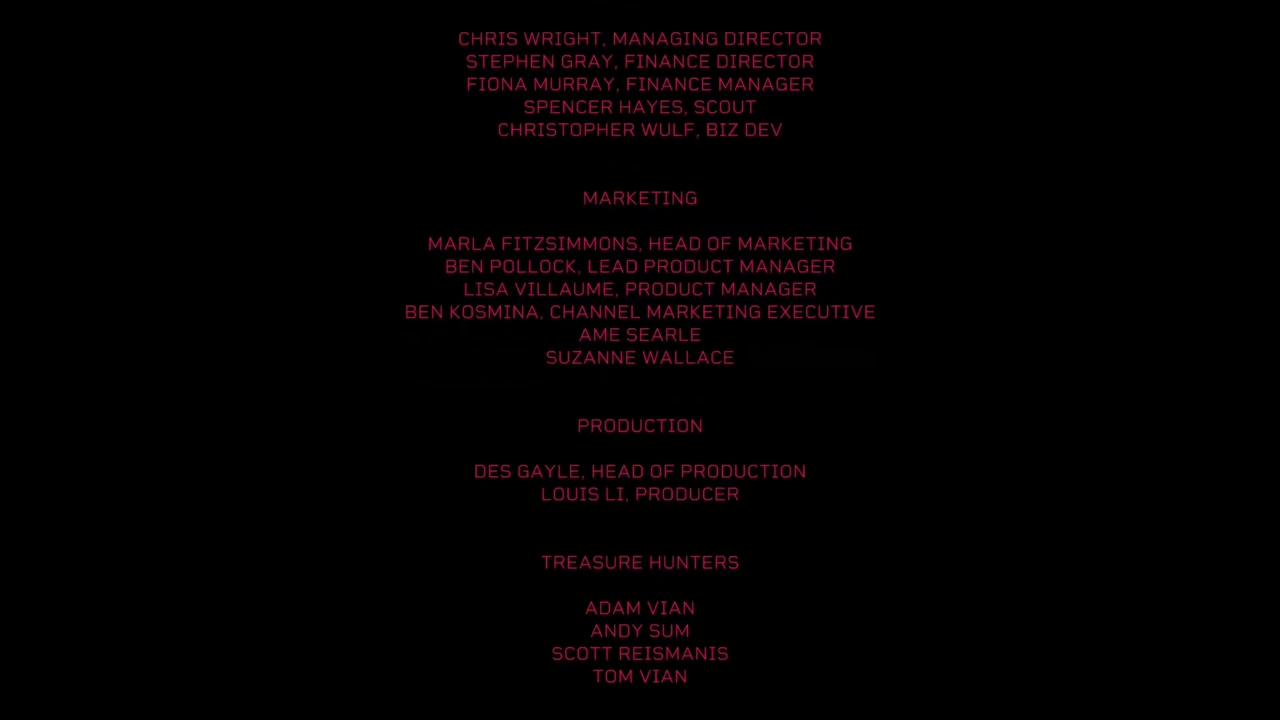 CHRIS WRIGHT, MANAGING DIRECTOR
STEPHEN GRAY, FINANCE DIRECTOR
FIONA MURRAY, FINANCE MANAGER
SPENCER HAYES, SCOUT
CHRISTOPHER WULF, BIZ DEV
MARKETING
MARLA FITZSIMMONS, HEAD OF MARKETING
BEN POLLOCK, LEAD PRODUCT MANAGER
LISA VILLAUME, PRODUCT MANAGER
BEN KOSMINA, CHANNEL MARKETING EXECUTIVE
AME SEARLE
SUZANNE WALLACE
PRODUCTION
DES GAYLE, HEAD OF PRODUCTION
LOUIS LI, PRODUCER
TREASURE HUNTERS
ADAM VIAN
ANDY SUM
SCOTT REISMANIS
TOM VIAN